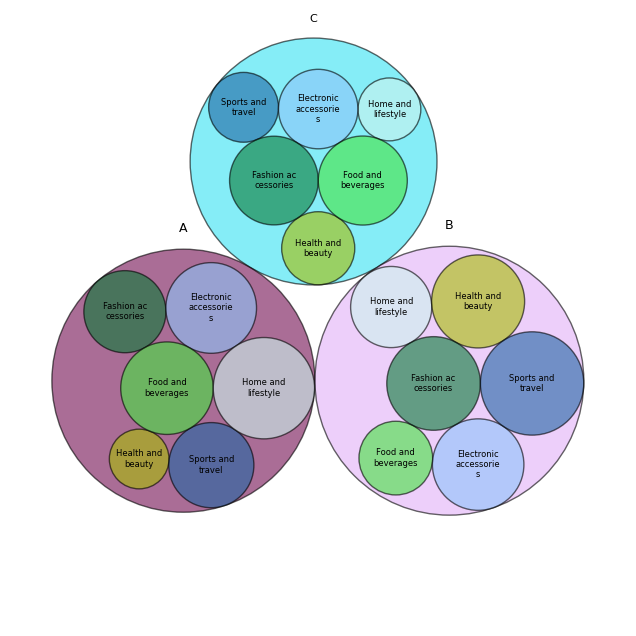 C
Sports and
travel
Electronic
accessorie
s
Home and
lifestyle
Fashion ac
cessories
Food and
beverages
Health and
beauty
A
Fashion ac
cessories
Electronic
accessorie
s
Food and
beverages
Home and
lifestyle
Health and
beauty
Sports and
travel
B
Home and
lifestyle
Health and
beauty
Fashion ac
cessories
Sports and
travel
Food and
beverages
Electronic
accessorie
s